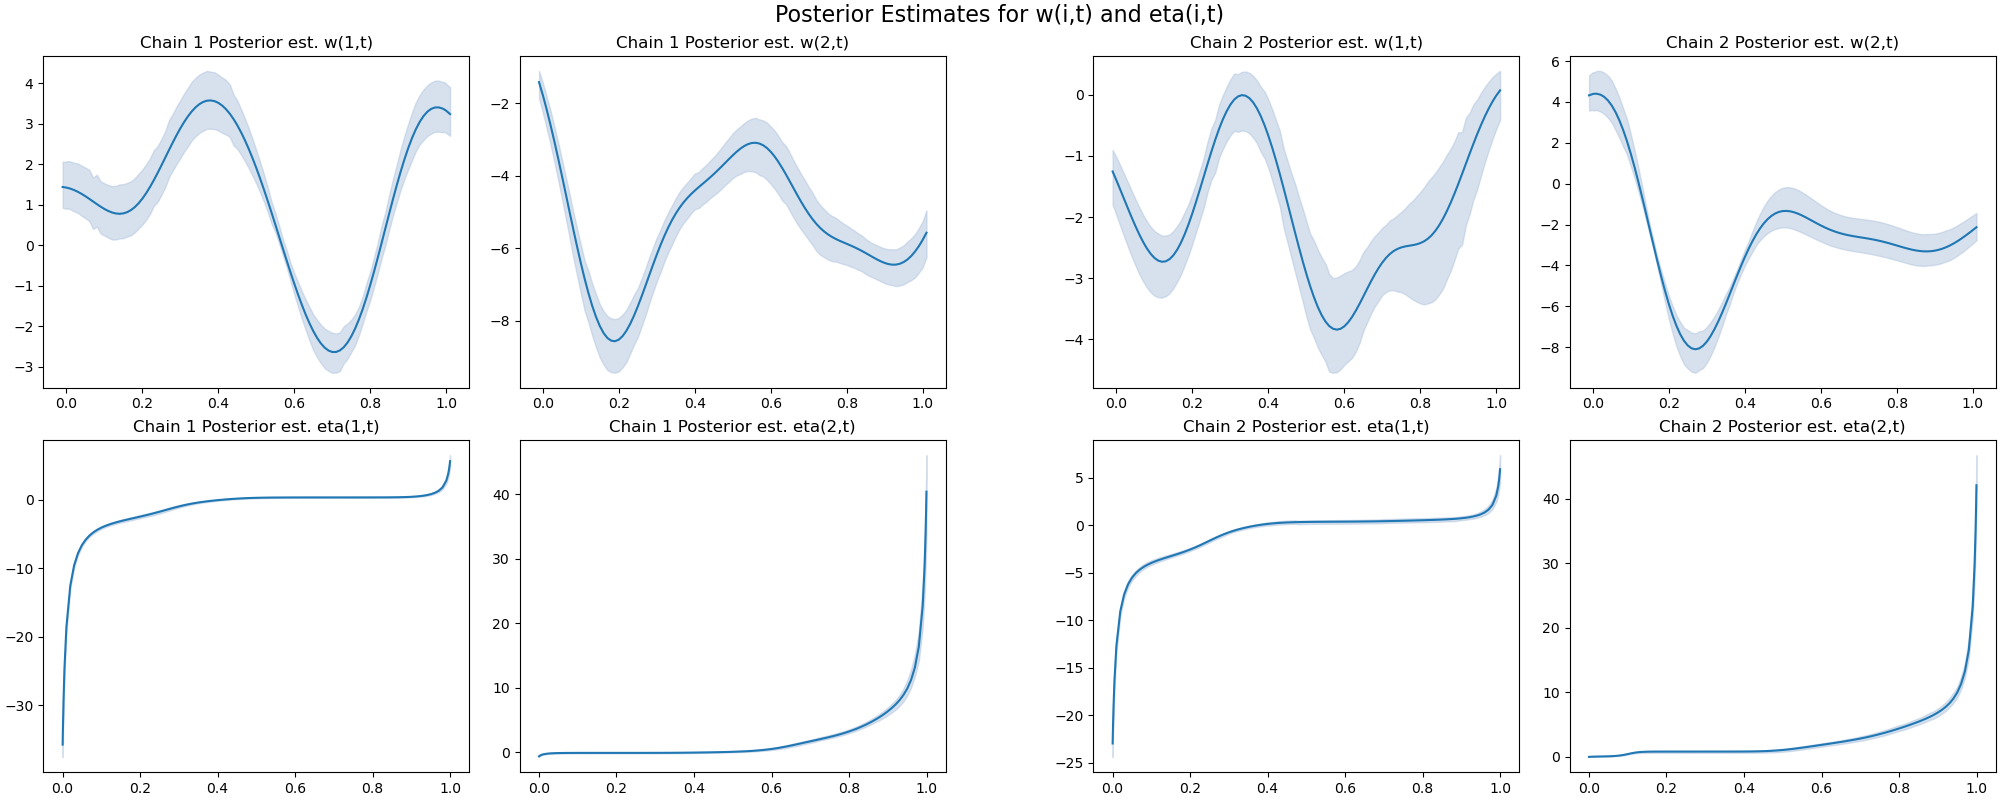 Posterior Estimates for w(i,t) and eta(i,t)
Chain 1 Posterior est. w(1,t)
4
3
2
1
0
−1
−2
−3
0.0 0.2 0.4 0.6 0.8 1.0
Chain 1 Posterior est. w(2,t)
−2
−4
−6
−8
0.0 0.2 0.4 0.6 0.8 1.0
Chain 2 Posterior est. w(1,t)
0
−1
−2
−3
−4
0.0 0.2 0.4 0.6 0.8 1.0
Chain 2 Posterior est. w(2,t)
6
4
2
0
−2
−4
−6
−8
0.0 0.2 0.4 0.6 0.8 1.0
Chain 1 Posterior est. eta(1,t)
0
−10
−20
−30
0.0 0.2 0.4 0.6 0.8 1.0
Chain 1 Posterior est. eta(2,t)
40
30
20
10
0
0.0 0.2 0.4 0.6 0.8 1.0
Chain 2 Posterior est. eta(1,t)
5
0
−5
−10
−15
−20
−25
0.0 0.2 0.4 0.6 0.8 1.0
Chain 2 Posterior est. eta(2,t)
40
30
20
10
0
0.0 0.2 0.4 0.6 0.8 1.0